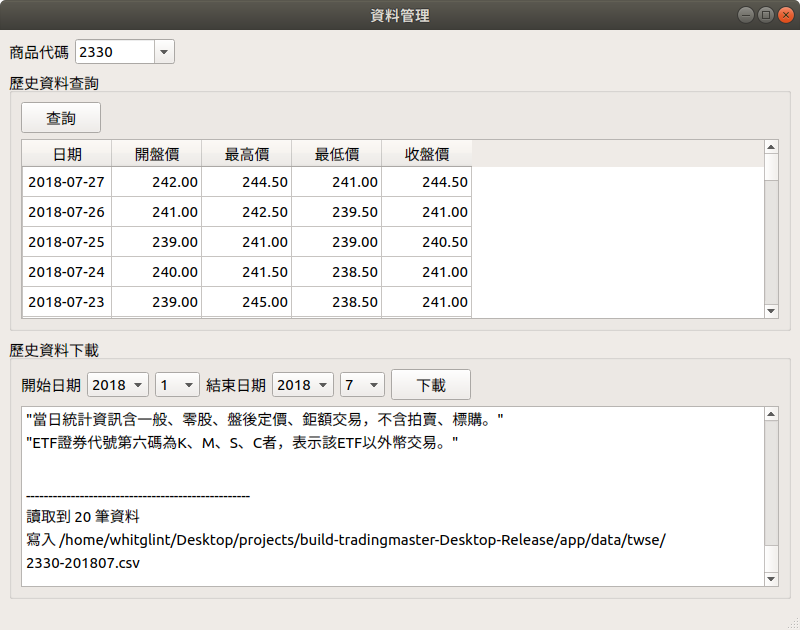 資料管理
商品代碼 2330
歷史資料查詢
查詢
日期 開盤價 最高價 最低價 收盤價
2018-07-27 242.00 244.50 241.00 244.50
2018-07-26 241.00 242.50 239.50 241.00
2018-07-25 239.00 241.00 239.00 240.50
2018-07-24 240.00 241.50 238.50 241.00
2018-07-23 239.00 245.00 238.50 241.00
歷史資料下載
開始日期 2018 1 結束日期 2018 7 下載
"當日統計資訊含一般、零股、盤後定價、鉅額交易，不含拍賣、標購。"
"ETF證券代號第六碼為K、M、S、C者，表示該ETF以外幣交易。"
--------------------------------------------------
讀取到 20 筆資料
寫入 /home/whitglint/Desktop/projects/build-tradingmaster-Desktop-Release/app/data/twse/
2330-201807.csv